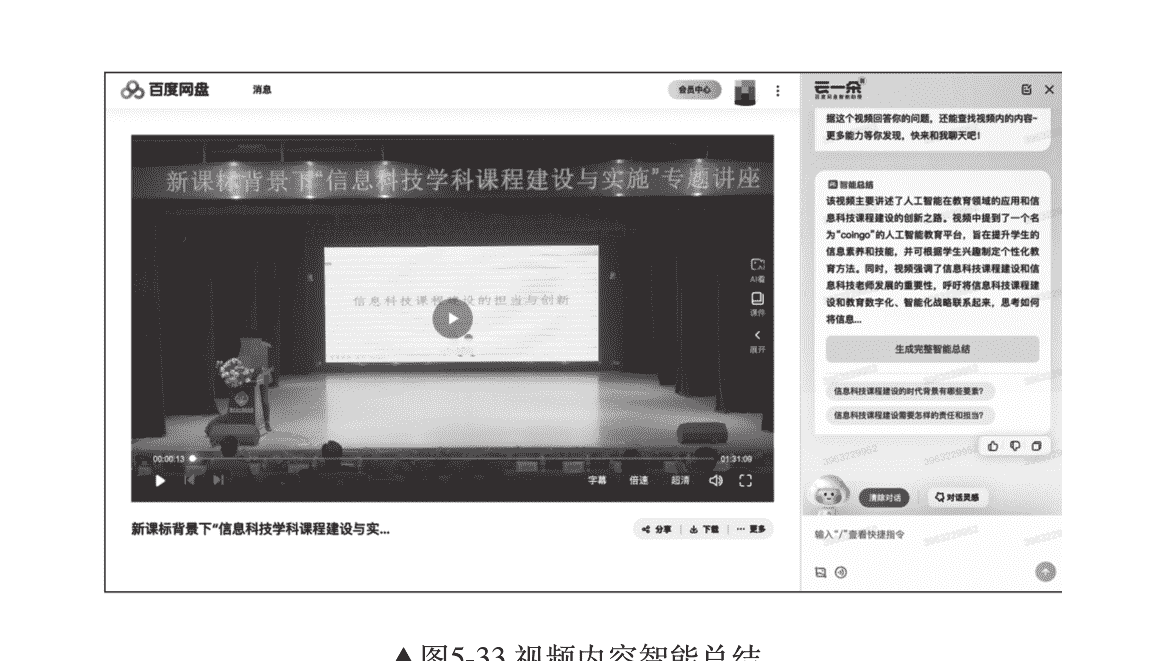 百度网盘
消息
会员中心
新课标背景下“信息科技学科课程建设与实施”专题讲座
信息科技课程建设的担当与创新
AI看
课件
展开
00:00:13
01:31:09
字幕
倍速
超清
新课标背景下“信息科技学科课程建设与实...
分享
下载
更多
云一朵
百度网盘智能助理
据这个视频回答你的问题，还能查找视频内的内容~
更多能力等你发现，快来和我聊天吧！
智能总结
该视频主要讲述了人工智能在教育领域的应用和信
息科技课程建设的创新之路。视频中提到了一个名
为“coingo”的人工智能教育平台，旨在提升学生的
信息素养和技能，并可根据学生兴趣制定个性化教
育方法。同时，视频强调了信息科技课程建设和信
息科技老师发展的重要性，呼吁将信息科技课程建
设和教育数字化、智能化战略联系起来，思考如何
将信息...
生成完整智能总结
信息科技课程建设的时代背景有哪些要素？
信息科技课程建设需要怎样的责任和担当？
3963229952
清除对话
对话灵感
输入“/”查看快捷指令
▲图5-33 视频内容智能总结